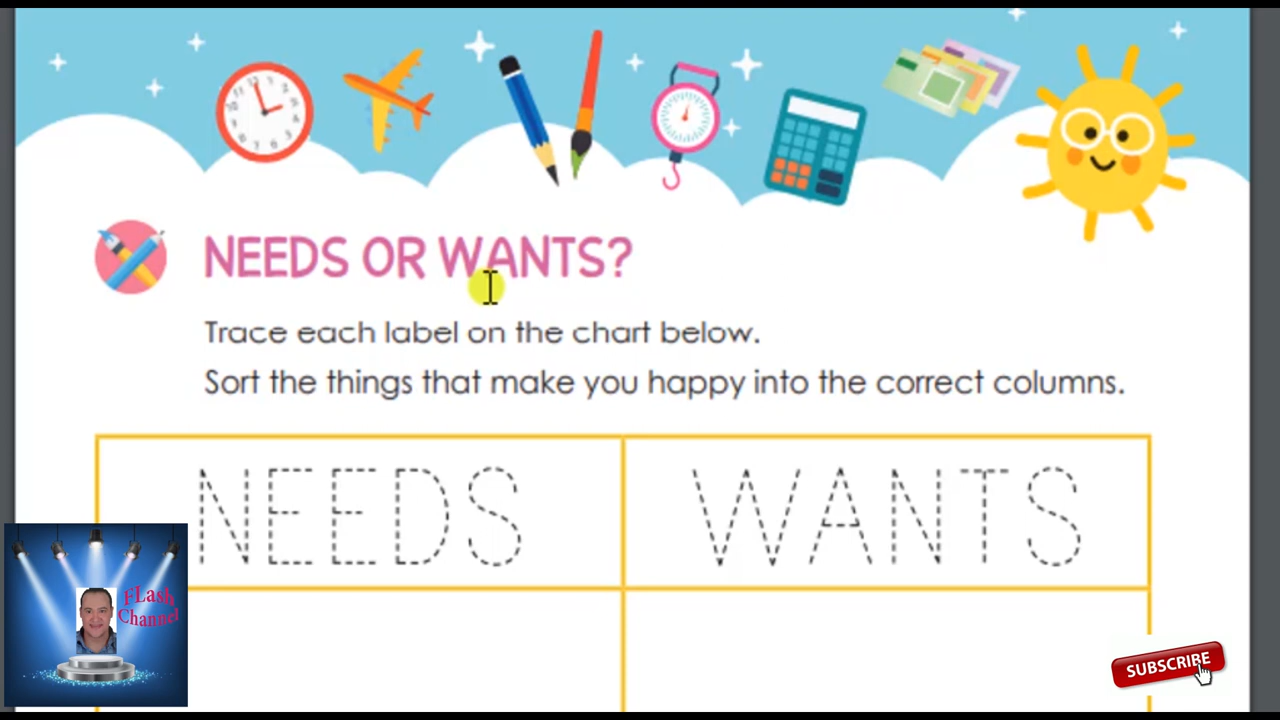 NEEDS OR WANTS?
Trace each label on the chart below.
Sort the things that make you happy into the correct columns.
NEEDS
WANTS
FLash
Channel
SUBSCRIBE